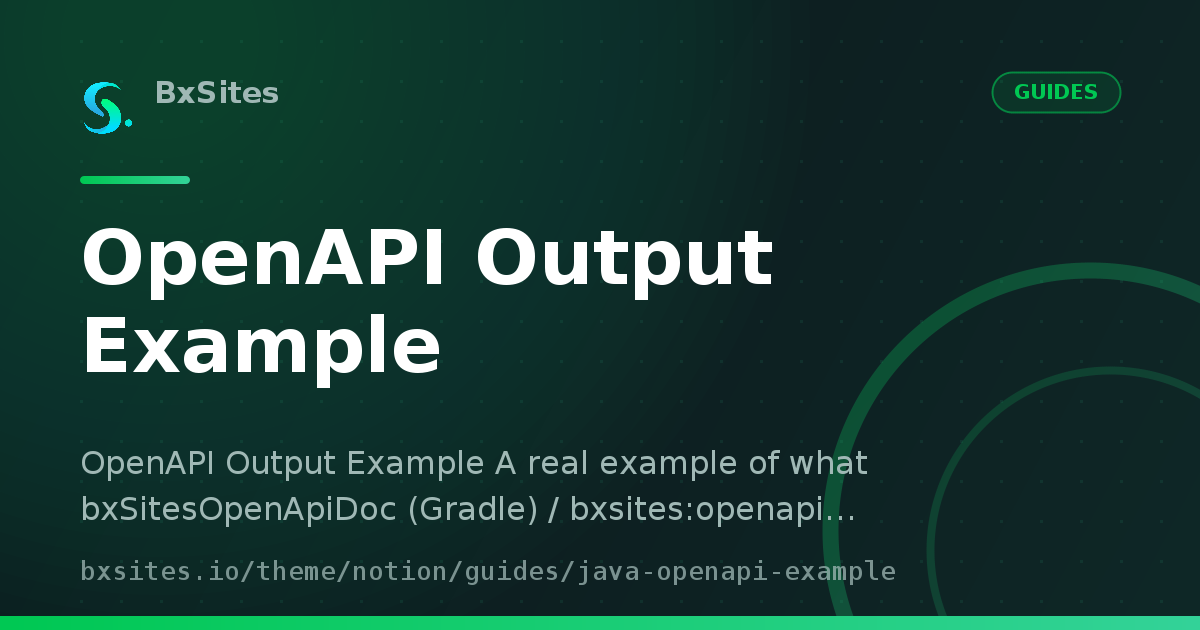 BxSites
GUIDES
OpenAPI Output
Example
OpenAPI Output Example A real example of what
bxSitesOpenApiDoc (Gradle) / bxsites:openapi...
bxsites.io/theme/notion/guides/java-openapi-example